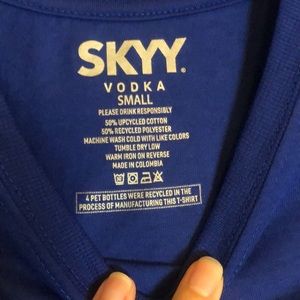 SKYY.
VODKA
SMALL
PLEASE DRINK RESPONSIBLY
50% UPCYCLED COTTON
50% RECYCLED POLYESTER
MACHINE WASH COLD WITH LIKE COLORS
TUMBLE DRY LOW
WARM IRON ON REVERSE
MADE IN COLOMBIA
4 PET BOTTLES WERE RECYCLED IN THE
PROCESS OF MANUFACTURING THIS T-SHIRT